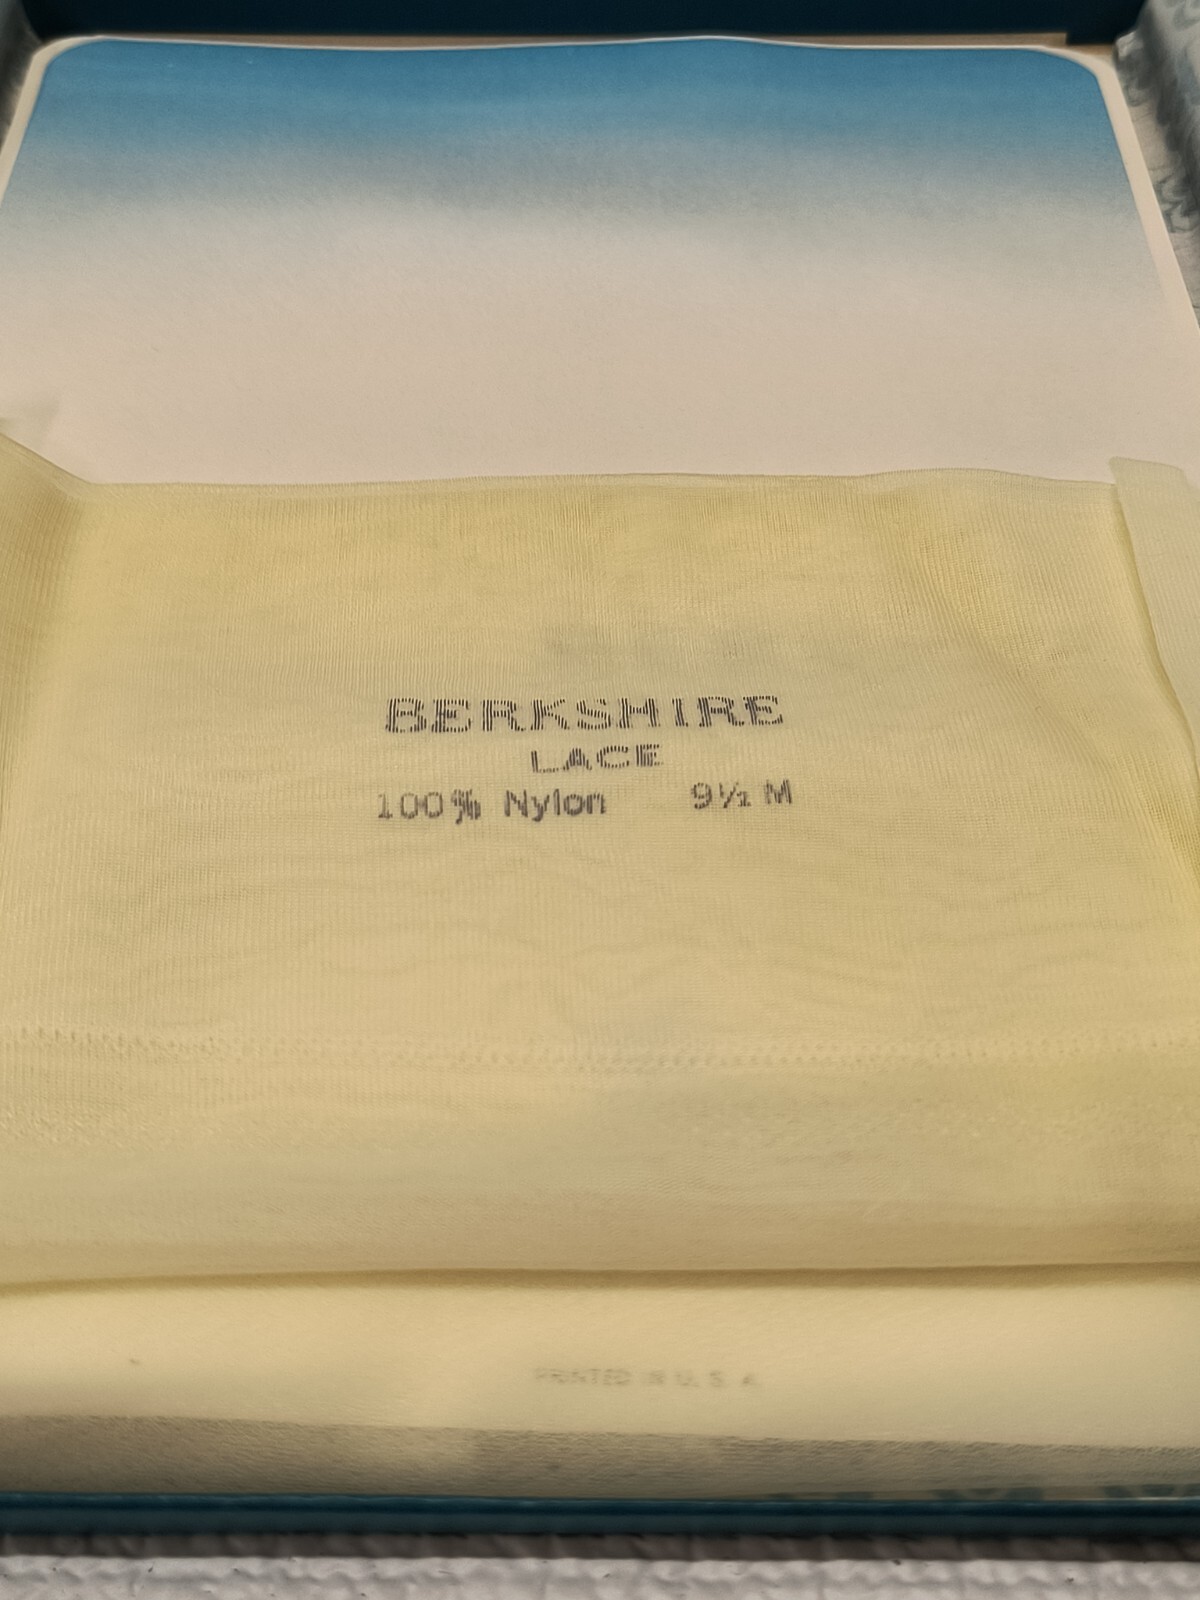 BERKSHIRE
LACE
100% Nylon 9½ M
PRINTED IN U. S. A.